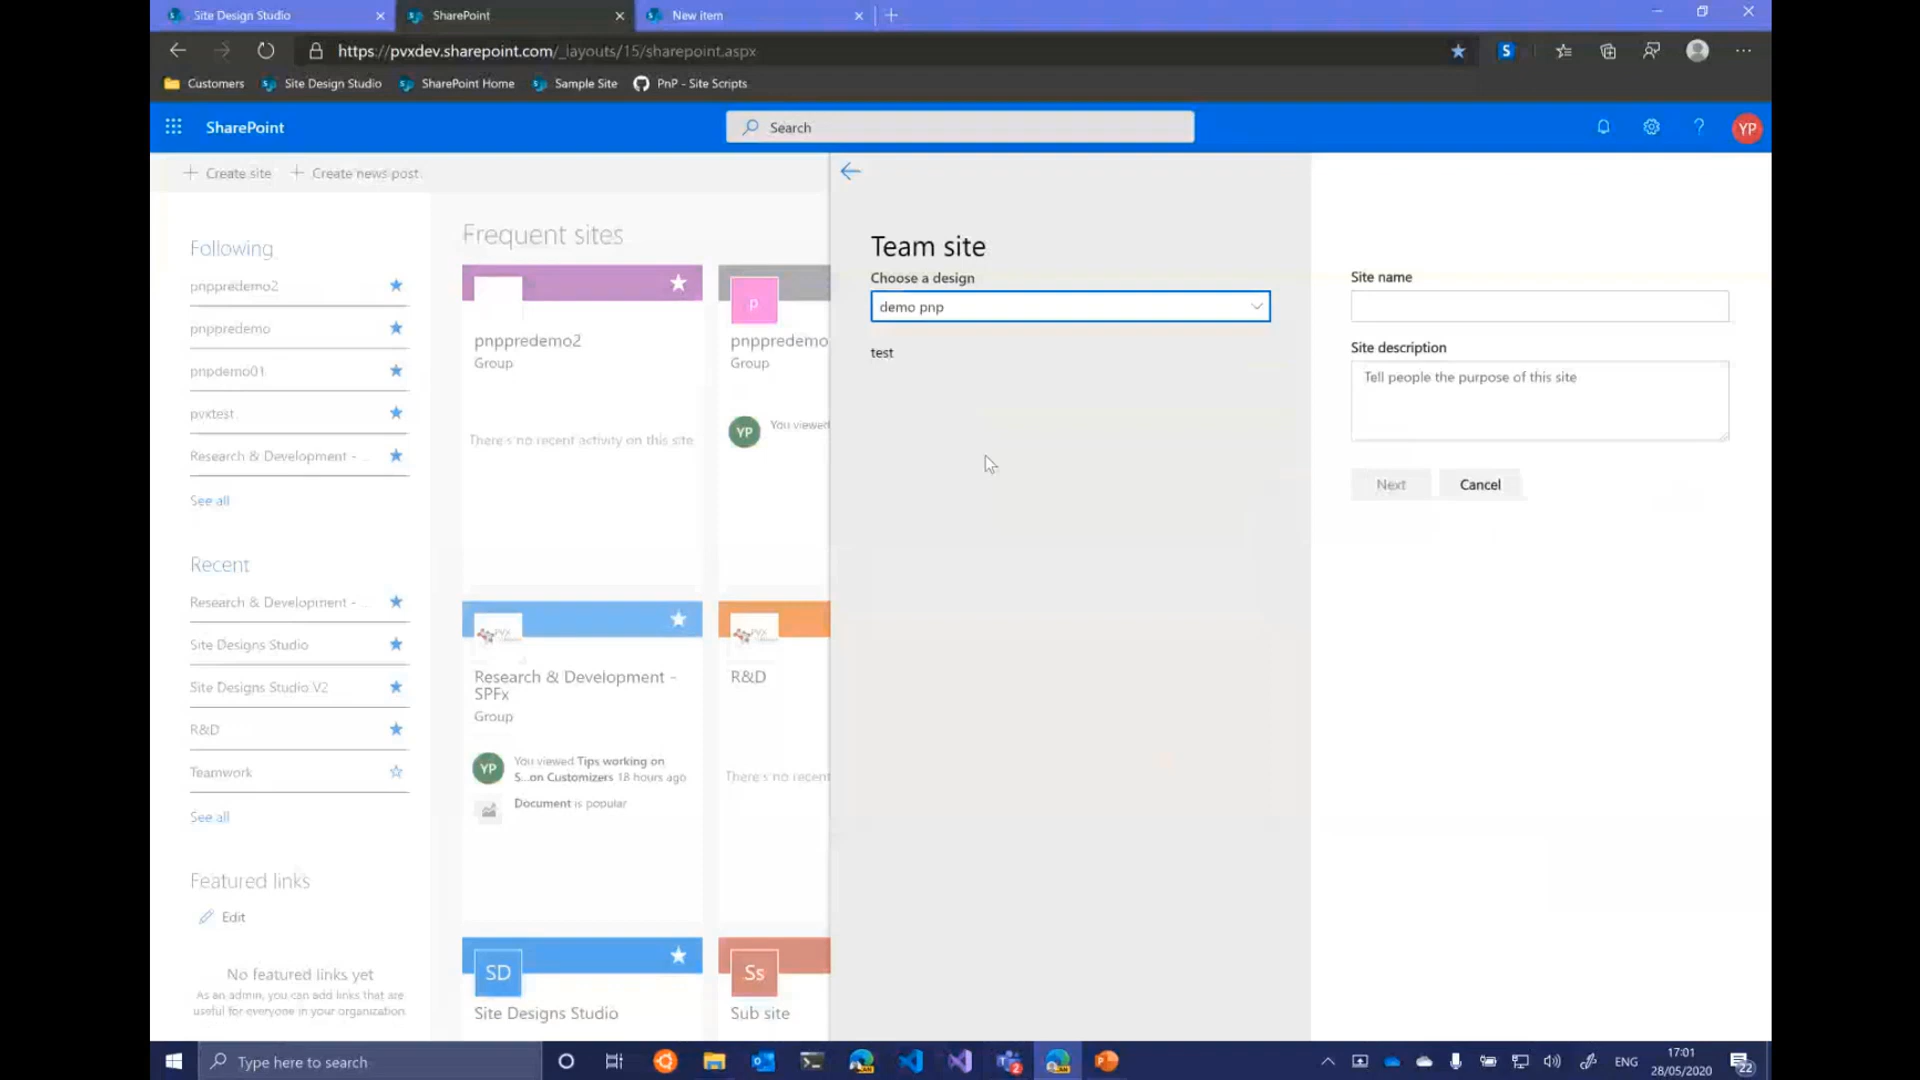 Site Design Studio
SharePoint
New item
https://pvxdev.sharepoint.com/_layouts/15/sharepoint.aspx
Customers
Site Design Studio
SharePoint Home
Sample Site
PnP - Site Scripts
SharePoint
Search
YP
Create site
Create news post
Following
pnppredemo2
pnppredemo
pnpdemo01
pvxtest
Research & Development - ...
See all
Recent
Research & Development - ...
Site Designs Studio
Site Designs Studio V2
R&D
Teamwork
See all
Featured links
Edit
No featured links yet
As an admin, you can add links that are
useful for everyone in your organization.
Frequent sites
pnppredemo2
Group
There's no recent activity on this site
p
pnppredemo
Group
YP
You viewed
Research & Development -
SPFx
Group
YP
You viewed Tips working on
S...on Customizers 18 hours ago
Document is popular
PVX
R&D
There's no recent
SD
Site Designs Studio
Ss
Sub site
Team site
Choose a design
demo pnp
test
Site name
Site description
Tell people the purpose of this site
Next
Cancel
Type here to search
2
ENG
17:01
28/05/2020
22